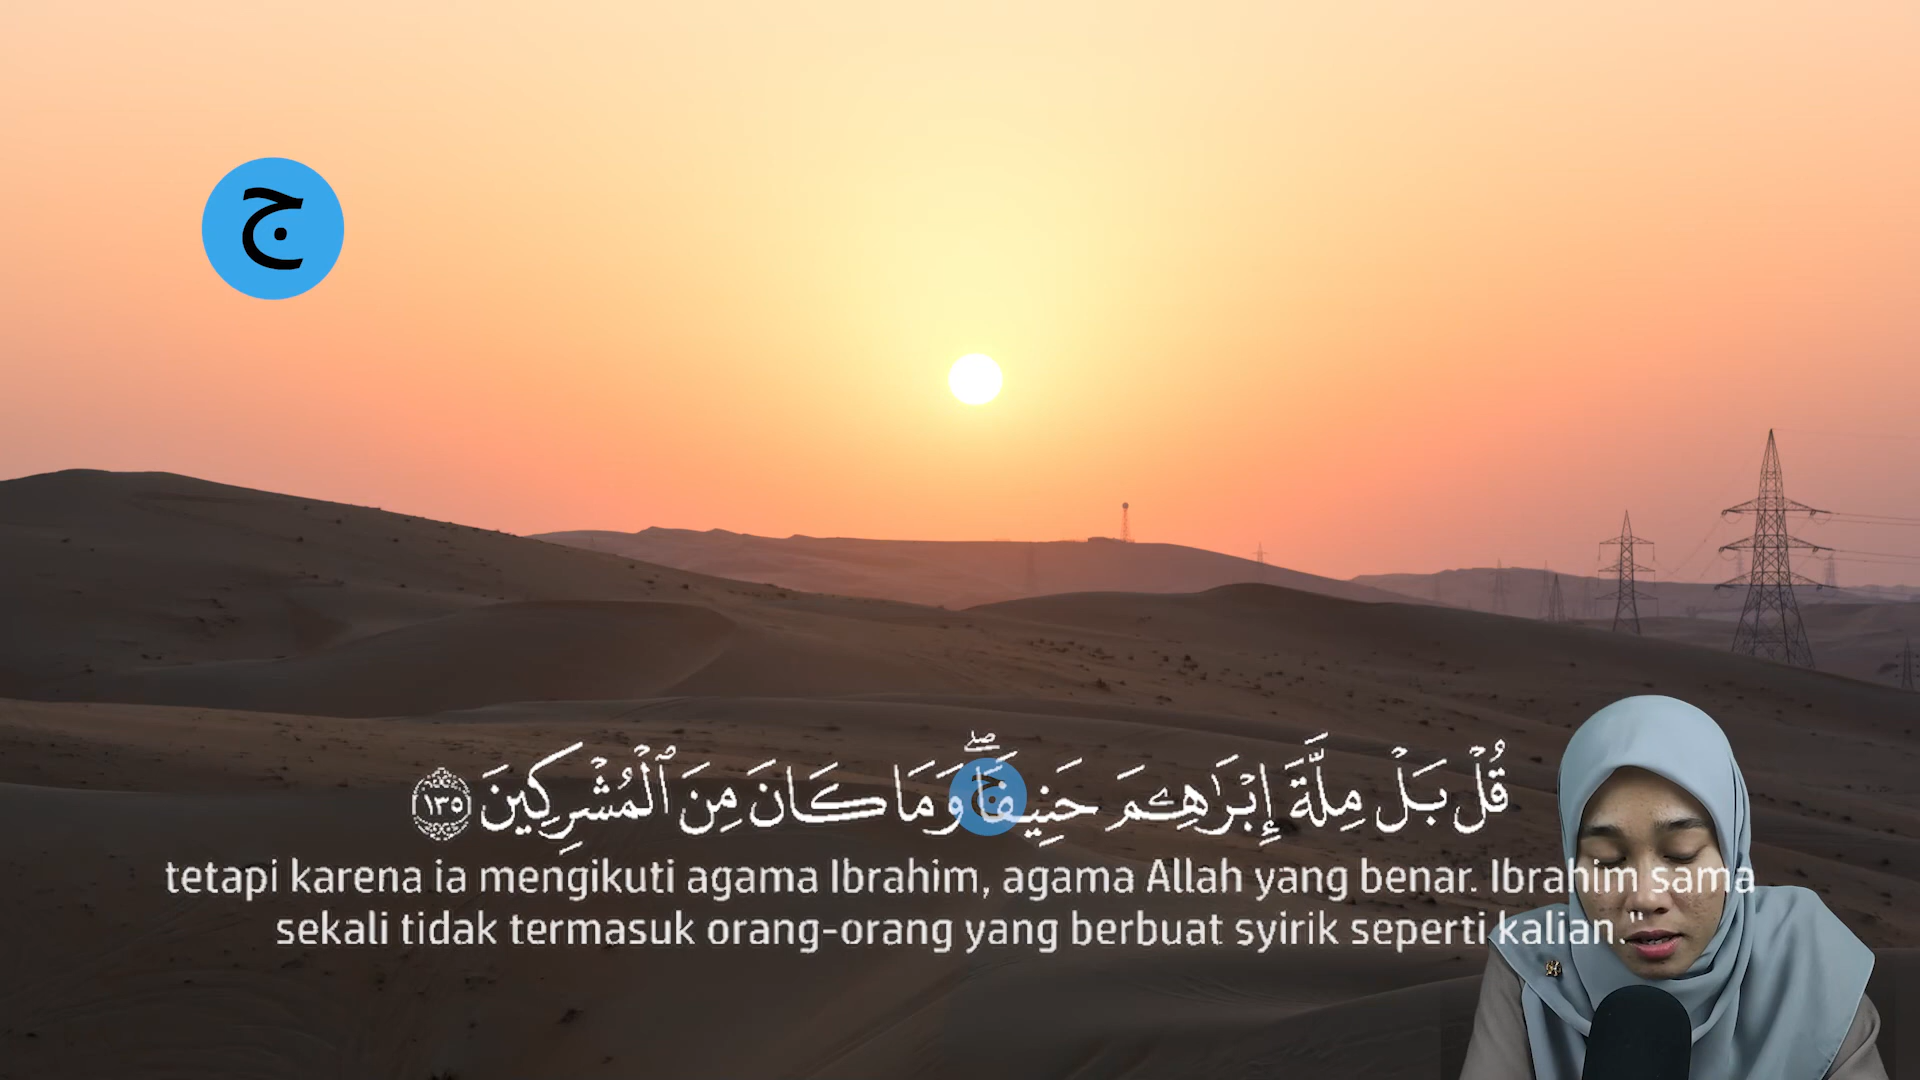 ج
قُلْ بَلْ مِلَّةَ إِبْرَٰهِـۧمَ حَنِيفًاۖ وَمَا كَانَ مِنَ ٱلْمُشْرِكِينَ ١٣٥
ج
tetapi karena ia mengikuti agama Ibrahim, agama Allah yang benar. Ibrahim sama
sekali tidak termasuk orang-orang yang berbuat syirik seperti kalian."